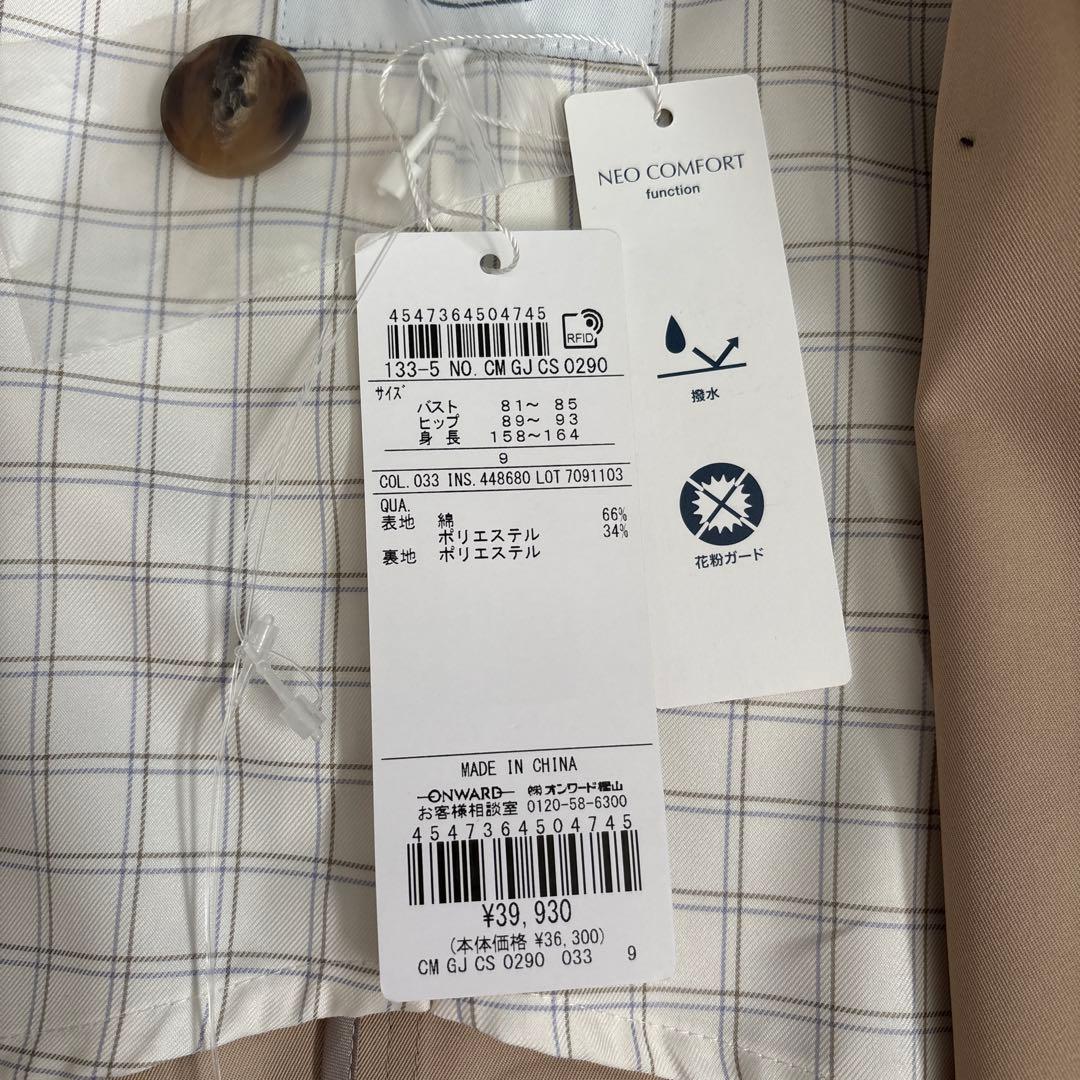 NEO COMFORT
function
撥水
花粉ガード
4547364504745
RFID
133-5 NO. CM GJ CS 0290
サイズ
バスト 81～ 85
ヒップ 89～ 93
身長 158～164
9
COL. 033 INS. 448680 LOT 7091103
QUA.
表地 綿 66%
ポリエステル 34%
裏地 ポリエステル
MADE IN CHINA
ONWARD ㈱オンワード樫山
お客様相談室 0120-58-6300
4547364504745
¥39,930
(本体価格 ¥36,300)
CM GJ CS 0290 033 9